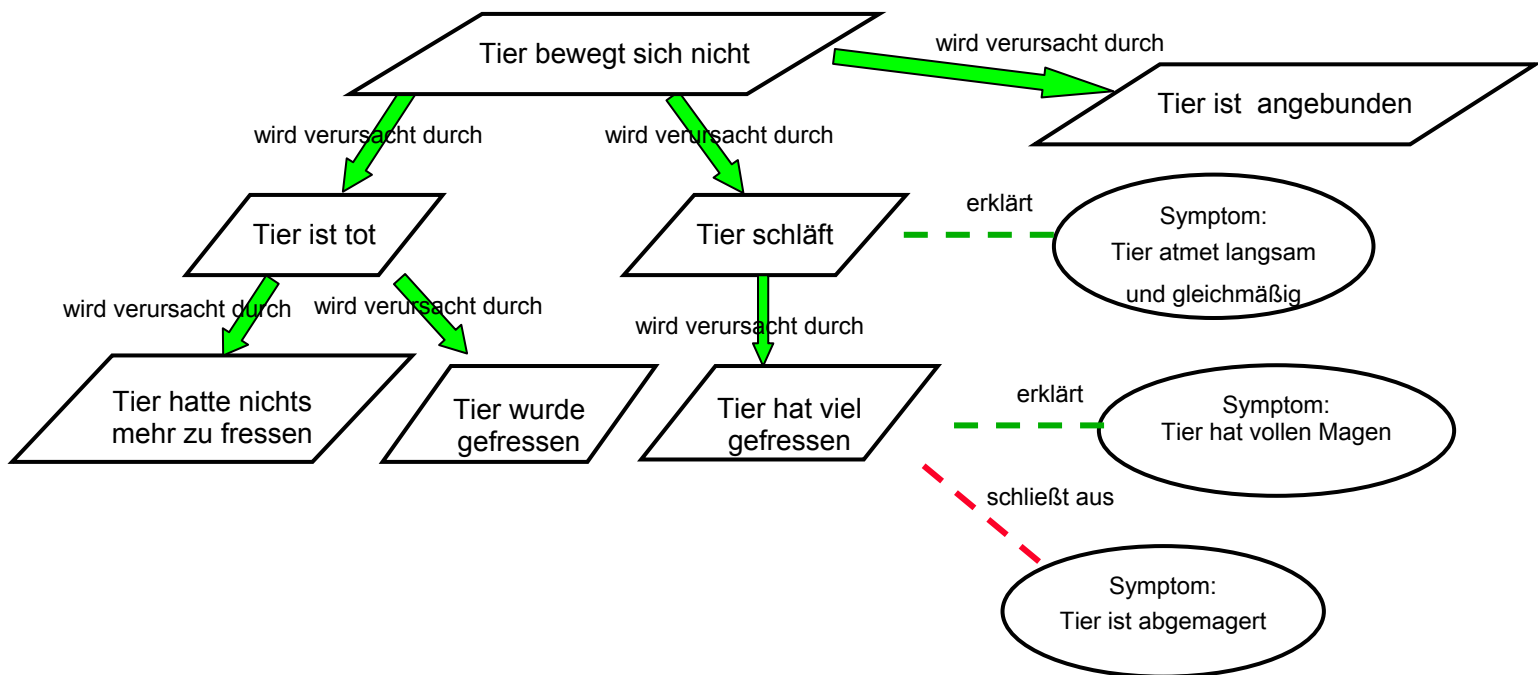 Tier bewegt sich nicht
wird verursacht durch
Tier ist angebunden
wird verursacht durch
wird verursacht durch
Tier ist tot
Tier schläft
erklärt
Symptom:
Tier atmet langsam
und gleichmäßig
wird verursacht durch
wird verursacht durch
wird verursacht durch
Tier hatte nichts
mehr zu fressen
Tier wurde
gefressen
Tier hat viel
gefressen
erklärt
Symptom:
Tier hat vollen Magen
schließt aus
Symptom:
Tier ist abgemagert